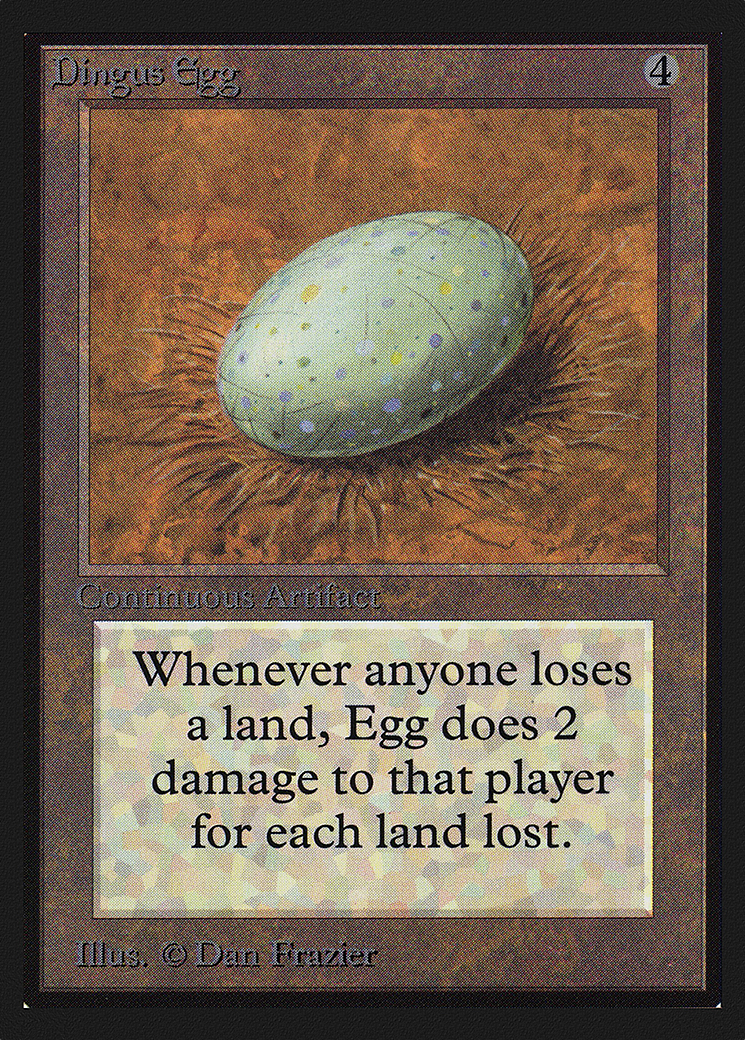 Dingus Egg 4
Continuous Artifact
Whenever anyone loses
a land, Egg does 2
damage to that player
for each land lost.
Illus. © Dan Frazier